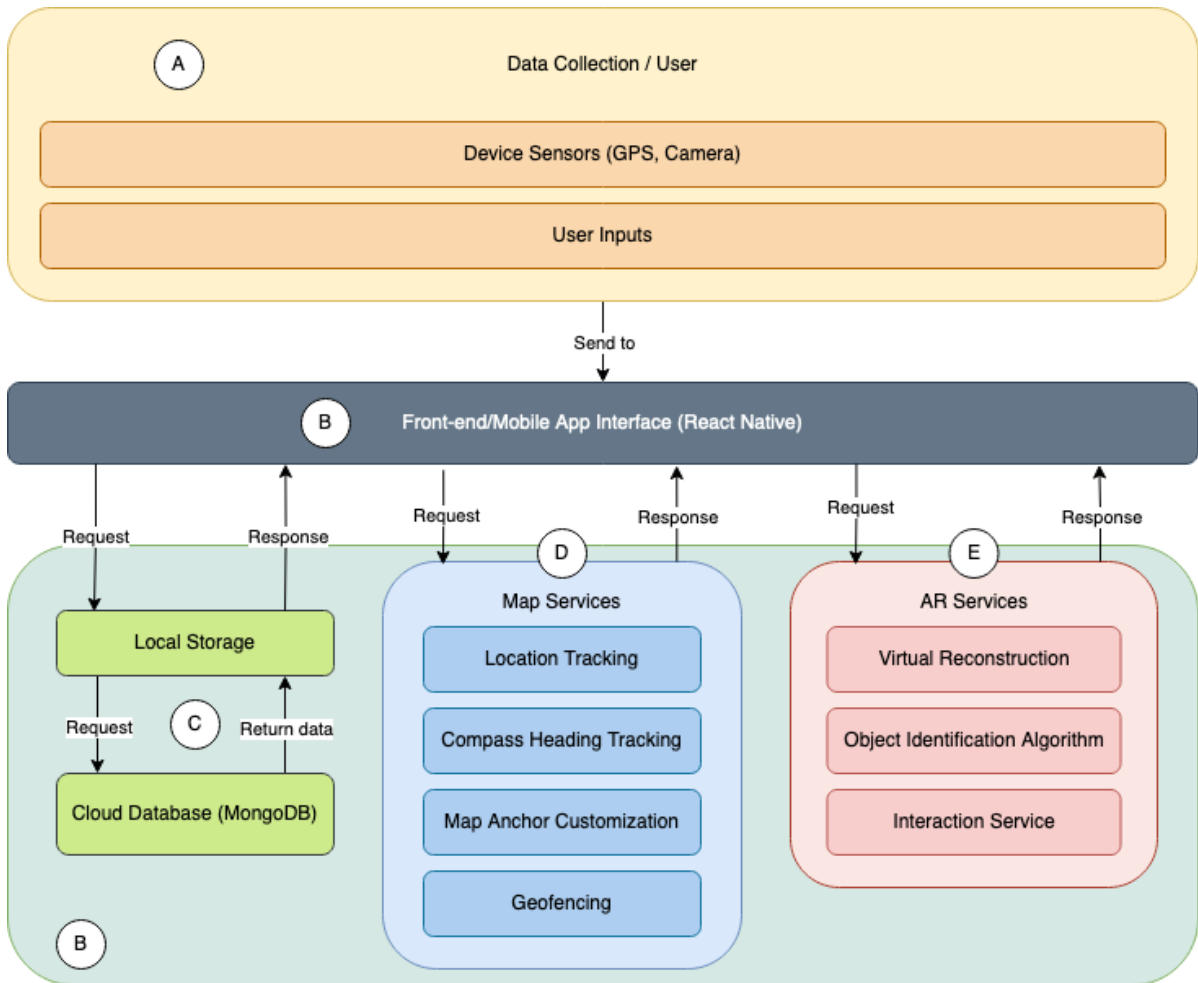 A
Data Collection / User
Device Sensors (GPS, Camera)
User Inputs
Send to
B
Front-end/Mobile App Interface (React Native)
Request
Response
Request
Response
Request
Response
D
E
Map Services
AR Services
Local Storage
Location Tracking
Virtual Reconstruction
Request
C
Return data
Compass Heading Tracking
Object Identification Algorithm
Cloud Database (MongoDB)
Map Anchor Customization
Interaction Service
Geofencing
B